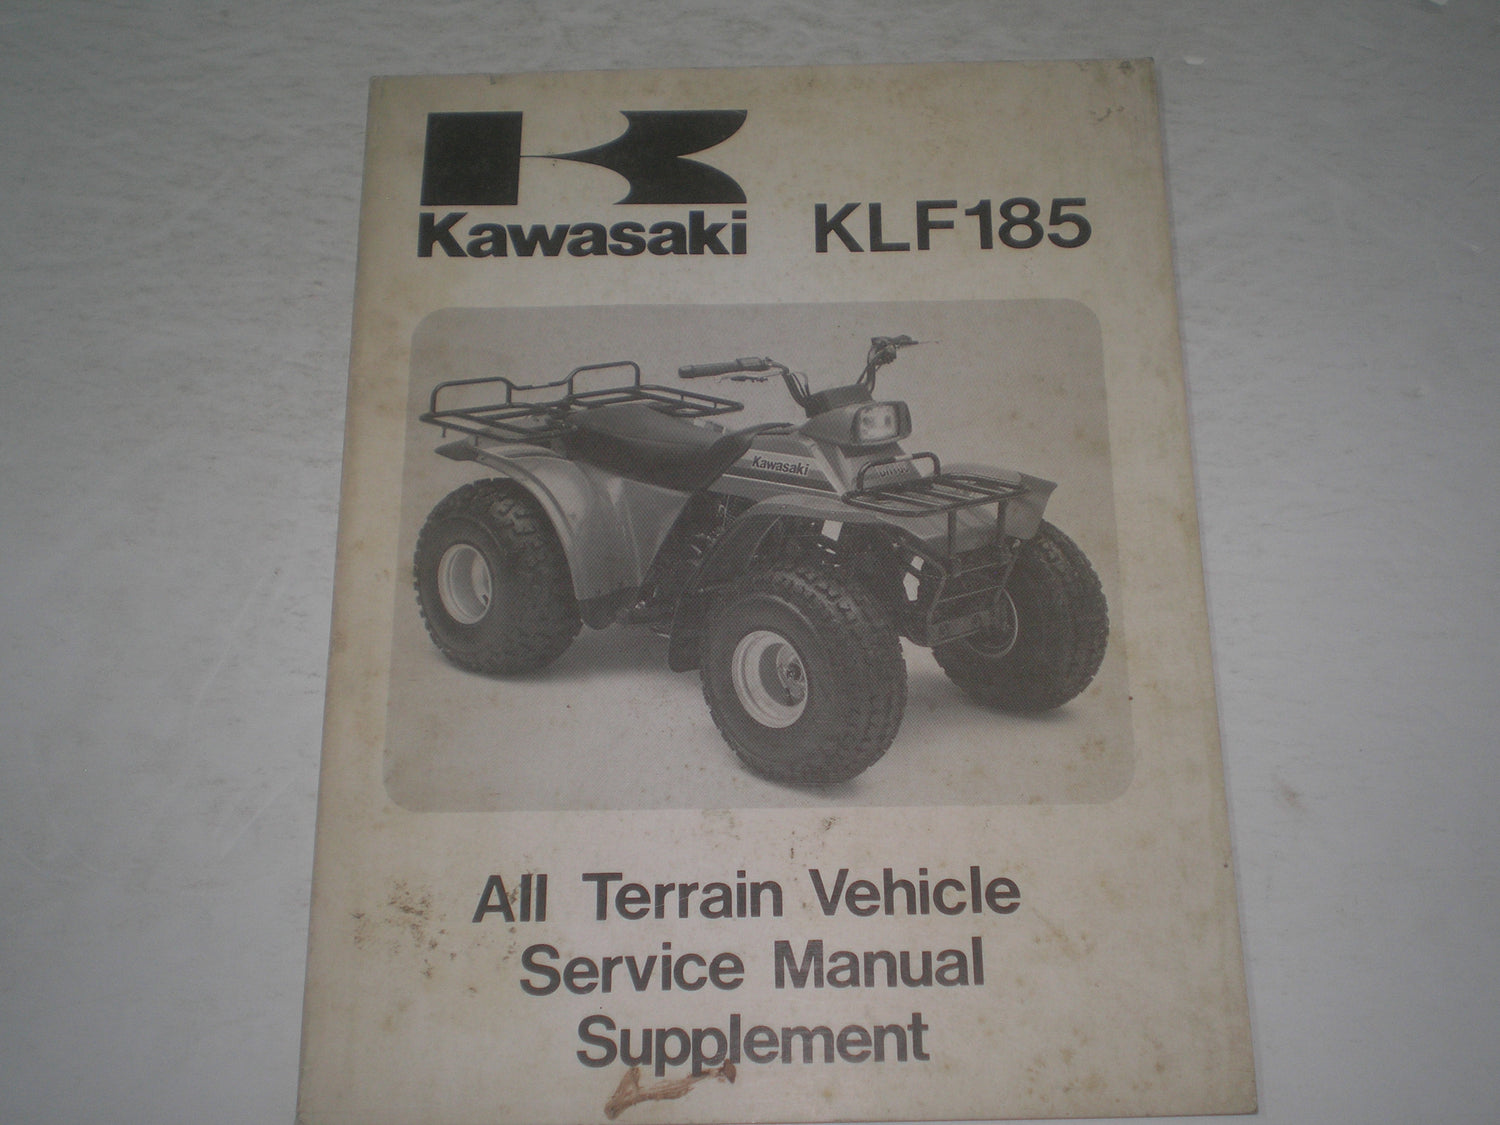 Kawasaki KLF185
Kawasaki
All Terrain Vehicle
Service Manual
Supplement